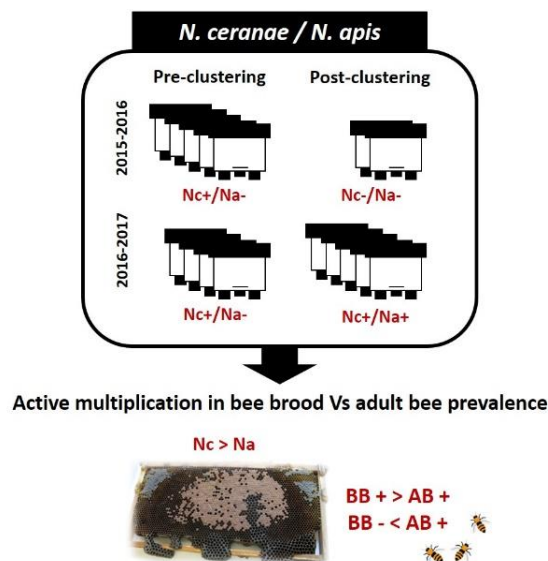 N. ceranae / N. apis
Pre-clustering
Post-clustering
2015-2016
Nc+/Na-
Nc-/Na-
2016-2017
Nc+/Na-
Nc+/Na+
Active multiplication in bee brood Vs adult bee prevalence
Nc > Na
BB + > AB +
BB - < AB +